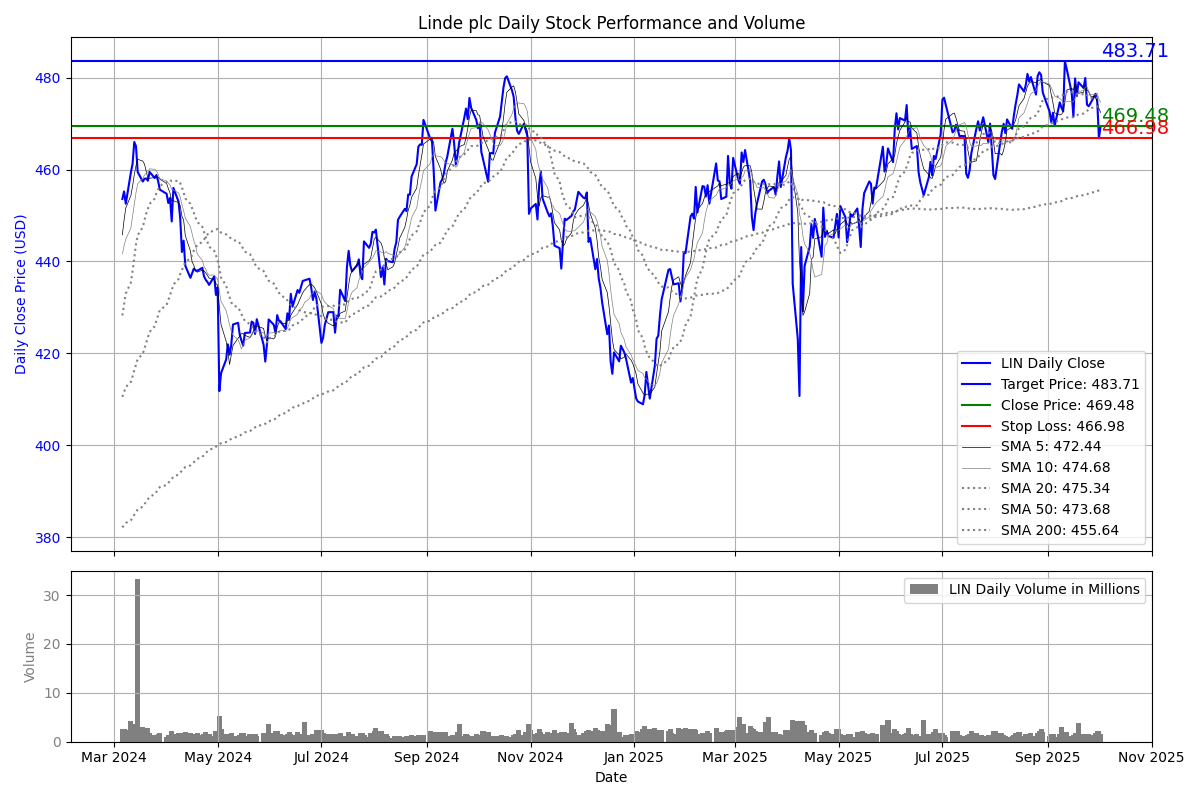 Linde plc Daily Stock Performance and Volume
Daily Close Price (USD)
480
460
440
420
400
380
483.71
469.48
466.98
LIN Daily Close
Target Price: 483.71
Close Price: 469.48
Stop Loss: 466.98
SMA 5: 472.44
SMA 10: 474.68
SMA 20: 475.34
SMA 50: 473.68
SMA 200: 455.64
Volume
30
20
10
0
LIN Daily Volume in Millions
Mar 2024 May 2024 Jul 2024 Sep 2024 Nov 2024 Jan 2025 Mar 2025 May 2025 Jul 2025 Sep 2025 Nov 2025
Date